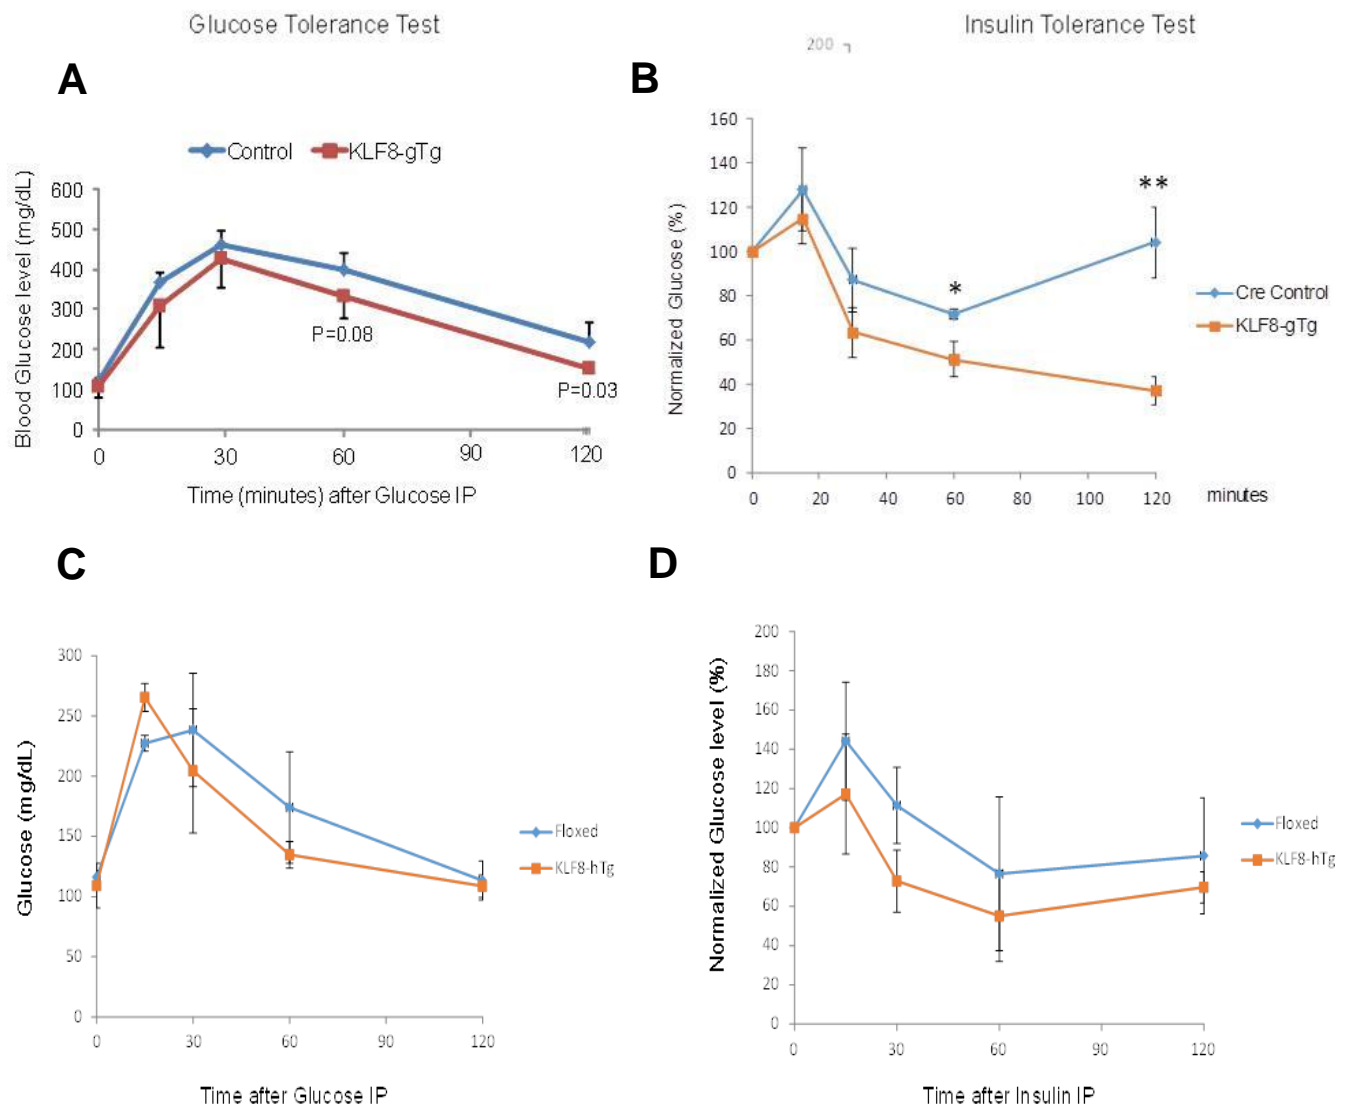 Glucose Tolerance Test
Insulin Tolerance Test
A
Control
KLF8-gTg
Blood Glucose level (mg/dL)
600
500
400
300
200
100
0
P=0.08
P=0.03
0 30 60 90 120
Time (minutes) after Glucose IP
B
200
Normalized Glucose (%)
160
140
120
100
80
60
40
20
0
*
**
Cre Control
KLF8-gTg
0 20 40 60 80 100 120 minutes
C
Glucose (mg/dL)
300
250
200
150
100
50
0
Floxed
KLF8-hTg
0 30 60 90 120
Time after Glucose IP
D
Normalized Glucose level (%)
200
180
160
140
120
100
80
60
40
20
0
Floxed
KLF8-hTg
0 30 60 90 120
Time after Insulin IP